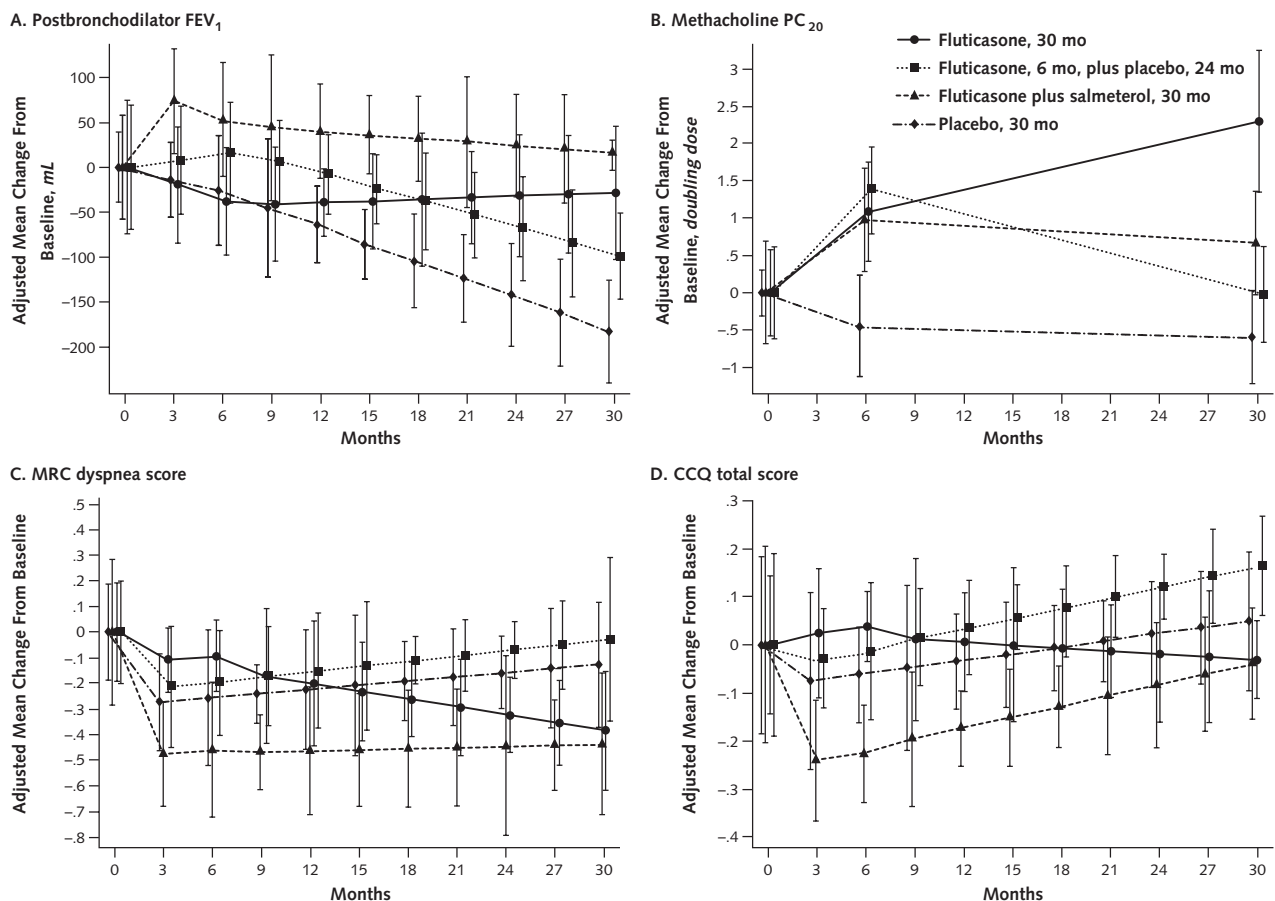 A. Postbronchodilator FEV1
Adjusted Mean Change From
Baseline, mL
100
50
0
–50
–100
–150
–200
0 3 6 9 12 15 18 21 24 27 30
Months
B. Methacholine PC20
Fluticasone, 30 mo
Fluticasone, 6 mo, plus placebo, 24 mo
Fluticasone plus salmeterol, 30 mo
Placebo, 30 mo
Adjusted Mean Change From
Baseline, doubling dose
3
2.5
2
1.5
1
.5
0
–.5
–1
0 3 6 9 12 15 18 21 24 27 30
Months
C. MRC dyspnea score
Adjusted Mean Change From Baseline
.5
.4
.3
.2
.1
0
–.1
–.2
–.3
–.4
–.5
–.6
–.7
–.8
0 3 6 9 12 15 18 21 24 27 30
Months
D. CCQ total score
Adjusted Mean Change From Baseline
.3
.2
.1
0
–.1
–.2
–.3
–.4
0 3 6 9 12 15 18 21 24 27 30
Months